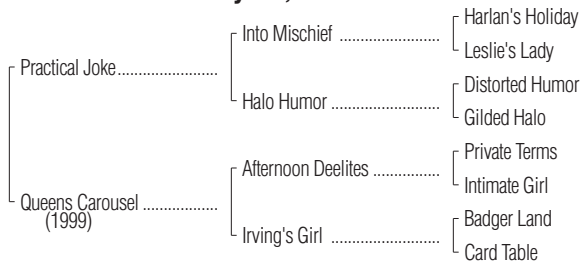 Harlan's Holiday
Into Mischief
Leslie's Lady
Practical Joke
Distorted Humor
Halo Humor
Gilded Halo
Private Terms
Afternoon Deelites
Intimate Girl
Queens Carousel
(1999)
Badger Land
Irving's Girl
Card Table